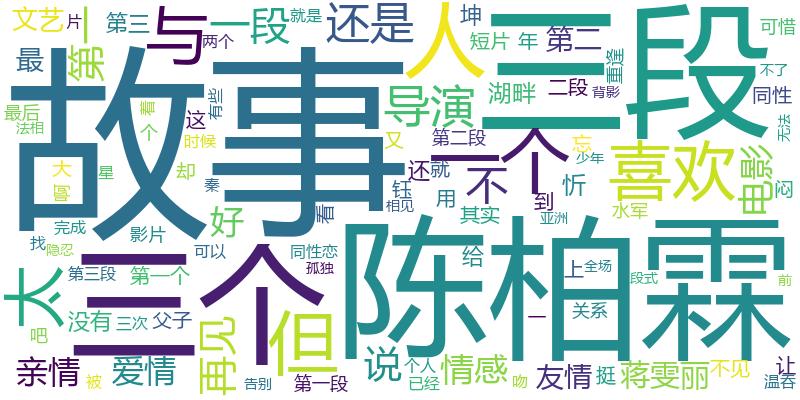 文艺 片 第三 与 一段 就是 还是 人 坤 三段 可惜
第一 两个 短片 年 第二 重逢 不了
最 导演 湖畔 二段 背影 同性
最后 法相 故事 看 个 有些 这 时候 又 第二段 一个 忘 少年 喜欢 电影 无法
大 星 却 秦 还 就 不 到 忻 闷
完成 影片 好 看 钰 相见 用 其实 亚洲 水军
找 隐忍 可以 同性恋 孤独 给 上 全场 段式 前
太 第三段 第一个 三个 陈柏霖 关系
没有 三次 父子 再见 但 一
吧 说 个人 情感 友情 挺 蒋雯丽 不见 让
亲情 被 爱情 告别 第一段 已经 吻 温吞